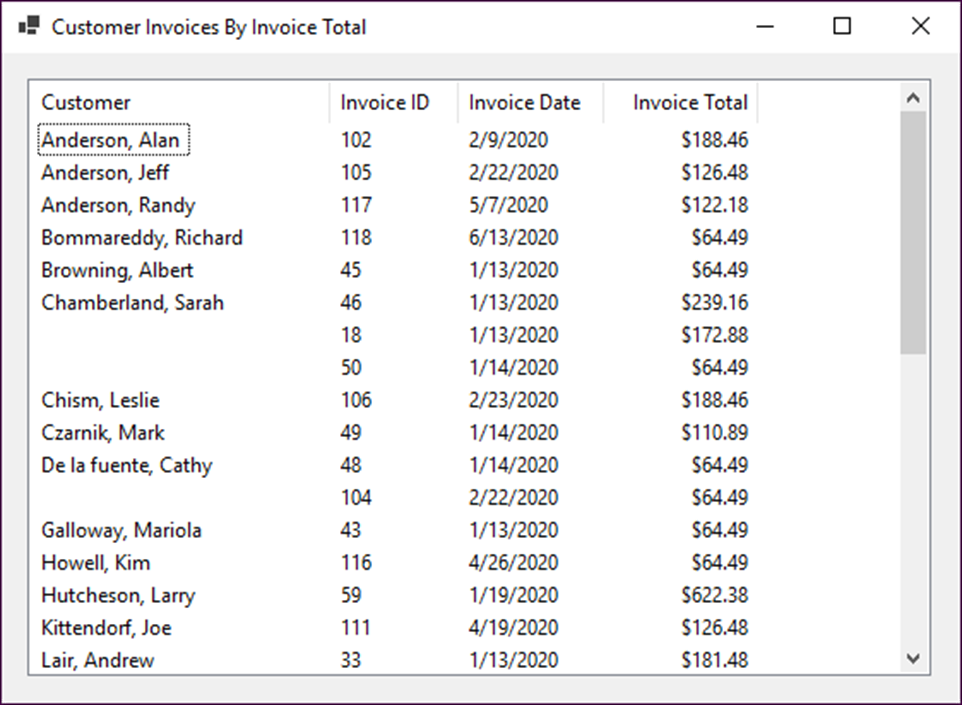 Customer Invoices By Invoice Total
Customer Invoice ID Invoice Date Invoice Total
Anderson, Alan 102 2/9/2020 $188.46
Anderson, Jeff 105 2/22/2020 $126.48
Anderson, Randy 117 5/7/2020 $122.18
Bommareddy, Richard 118 6/13/2020 $64.49
Browning, Albert 45 1/13/2020 $64.49
Chamberland, Sarah 46 1/13/2020 $239.16
18 1/13/2020 $172.88
50 1/14/2020 $64.49
Chism, Leslie 106 2/23/2020 $188.46
Czarnik, Mark 49 1/14/2020 $110.89
De la fuente, Cathy 48 1/14/2020 $64.49
104 2/22/2020 $64.49
Galloway, Mariola 43 1/13/2020 $64.49
Howell, Kim 116 4/26/2020 $64.49
Hutcheson, Larry 59 1/19/2020 $622.38
Kittendorf, Joe 111 4/19/2020 $126.48
Lair, Andrew 33 1/13/2020 $181.48